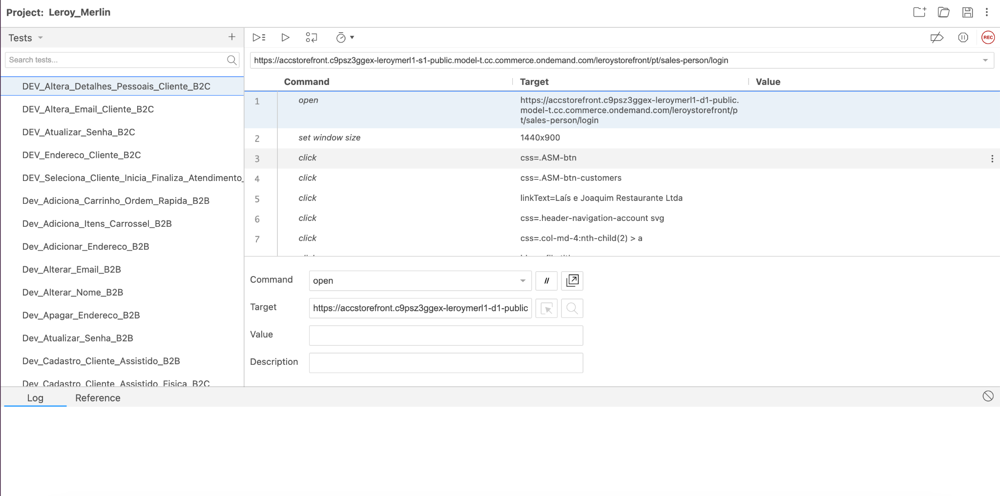 Project: Leroy_Merlin
Tests
Search tests...
DEV_Altera_Detalhes_Pessoais_Cliente_B2C
DEV_Altera_Email_Cliente_B2C
DEV_Atualizar_Senha_B2C
DEV_Endereco_Cliente_B2C
DEV_Seleciona_Cliente_Inicia_Finaliza_Atendimento_
Dev_Adiciona_Carrinho_Ordem_Rapida_B2B
Dev_Adiciona_Itens_Carrossel_B2B
Dev_Adicionar_Endereco_B2B
Dev_Alterar_Email_B2B
Dev_Alterar_Nome_B2B
Dev_Apagar_Endereco_B2B
Dev_Atualizar_Senha_B2B
Dev_Cadastro_Cliente_Assistido_B2B
Dev_Cadastro_Cliente_Assistido_Fisica_B2C
REC
https://accstorefront.c9psz3ggex-leroymerl1-s1-public.model-t.cc.commerce.ondemand.com/leroystorefront/pt/sales-person/login
Command Target Value
1 open https://accstorefront.c9psz3ggex-leroymerl1-d1-public.
model-t.cc.commerce.ondemand.com/leroystorefront/p
t/sales-person/login
2 set window size 1440x900
3 click css=.ASM-btn
4 click css=.ASM-btn-customers
5 click linkText=Laís e Joaquim Restaurante Ltda
6 click css=.header-navigation-account svg
7 click css=.col-md-4:nth-child(2) > a
Command open //
Target https://accstorefront.c9psz3ggex-leroymerl1-d1-public
Value
Description
Log Reference